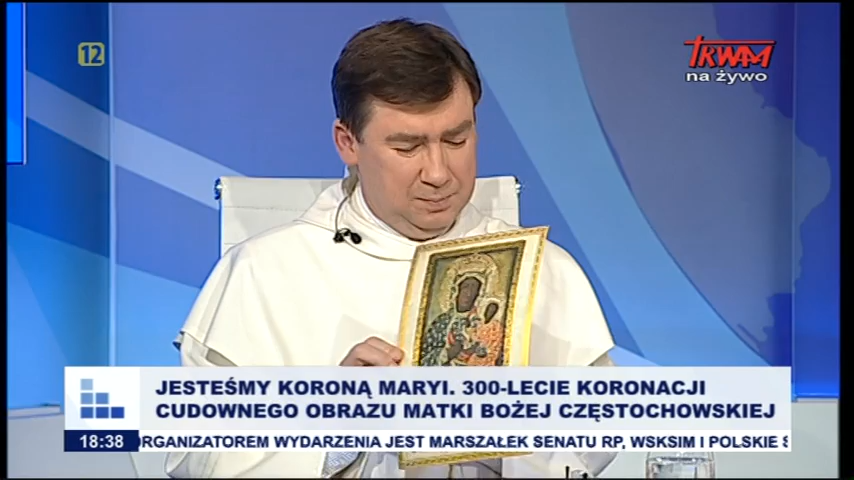 12
TRWAM
na żywo
JESTEŚMY KORONĄ MARYI. 300-LECIE KORONACJI
CUDOWNEGO OBRAZU MATKI BOŻEJ CZĘSTOCHOWSKIEJ
18:38 ORGANIZATOREM WYDARZENIA JEST MARSZAŁEK SENATU RP, WSKSIM I POLSKIE S